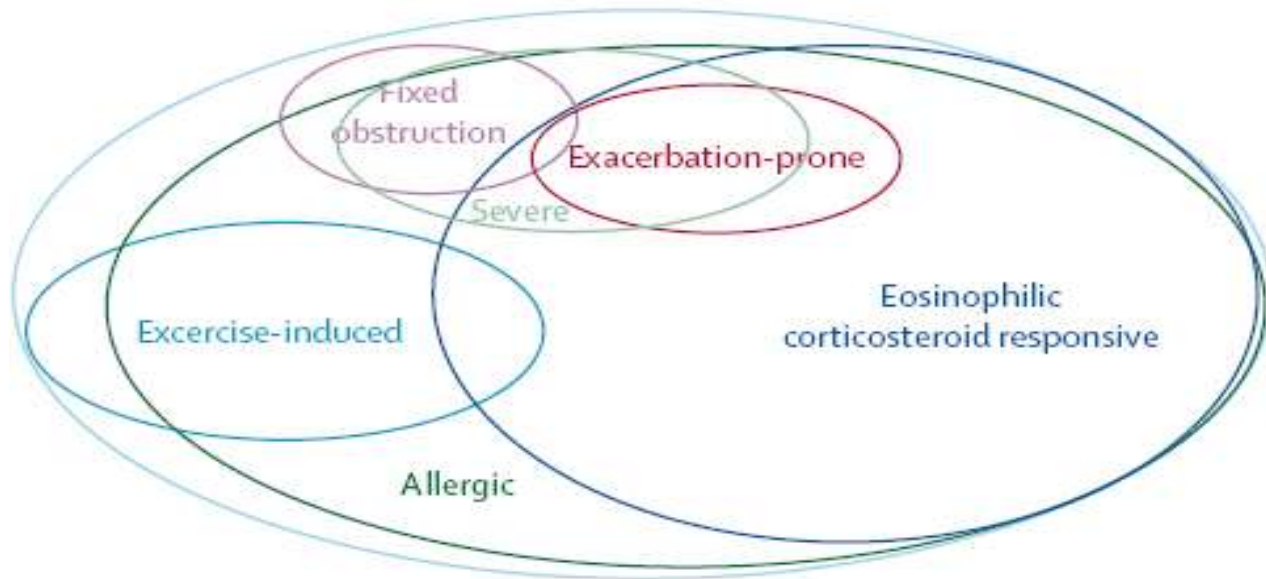 Fixed
obstruction
Exacerbation-prone
Severe
Eosinophilic
corticosteroid responsive
Excercise-induced
Allergic